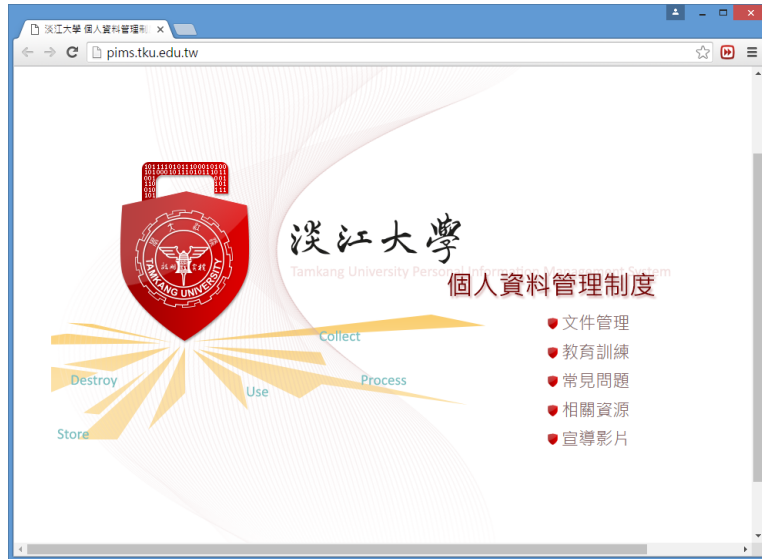 淡江大學 個人資料管理制
pims.tku.edu.tw
TAMKANG UNIVERSITY
淡江大學
Tamkang University Personal Information Management System
個人資料管理制度
文件管理
教育訓練
常見問題
相關資源
宣導影片
Collect
Process
Use
Destroy
Store